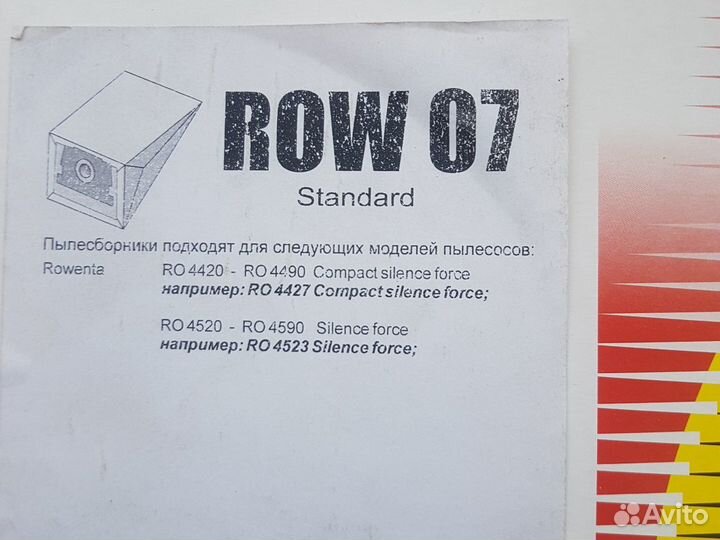 ROW 07
Standard
Пылесборники подходят для следующих моделей пылесосов:
Rowenta RO 4420 - RO 4490 Compact silence force
например: RO 4427 Compact silence force;
RO 4520 - RO 4590 Silence force
например: RO 4523 Silence force;
Avito